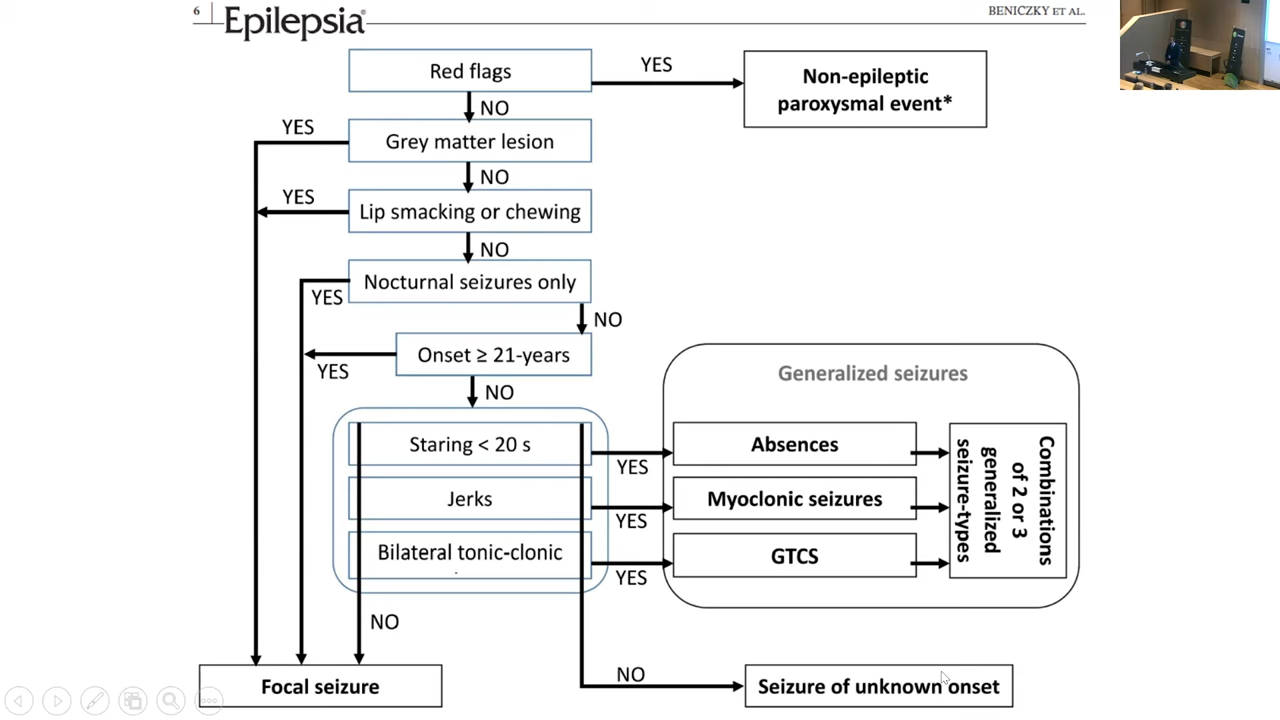 6
Epilepsia®
BENICZKY ET AL.
Red flags
YES
Non-epileptic
paroxysmal event*
NO
YES
Grey matter lesion
NO
YES
Lip smacking or chewing
NO
Nocturnal seizures only
YES
NO
Onset ≥ 21-years
YES
NO
Generalized seizures
Staring < 20 s
YES
Absences
Jerks
YES
Myoclonic seizures
Bilateral tonic-clonic
YES
GTCS
Combinations
of 2 or 3
generalized
seizure-types
NO
NO
Focal seizure
Seizure of unknown onset